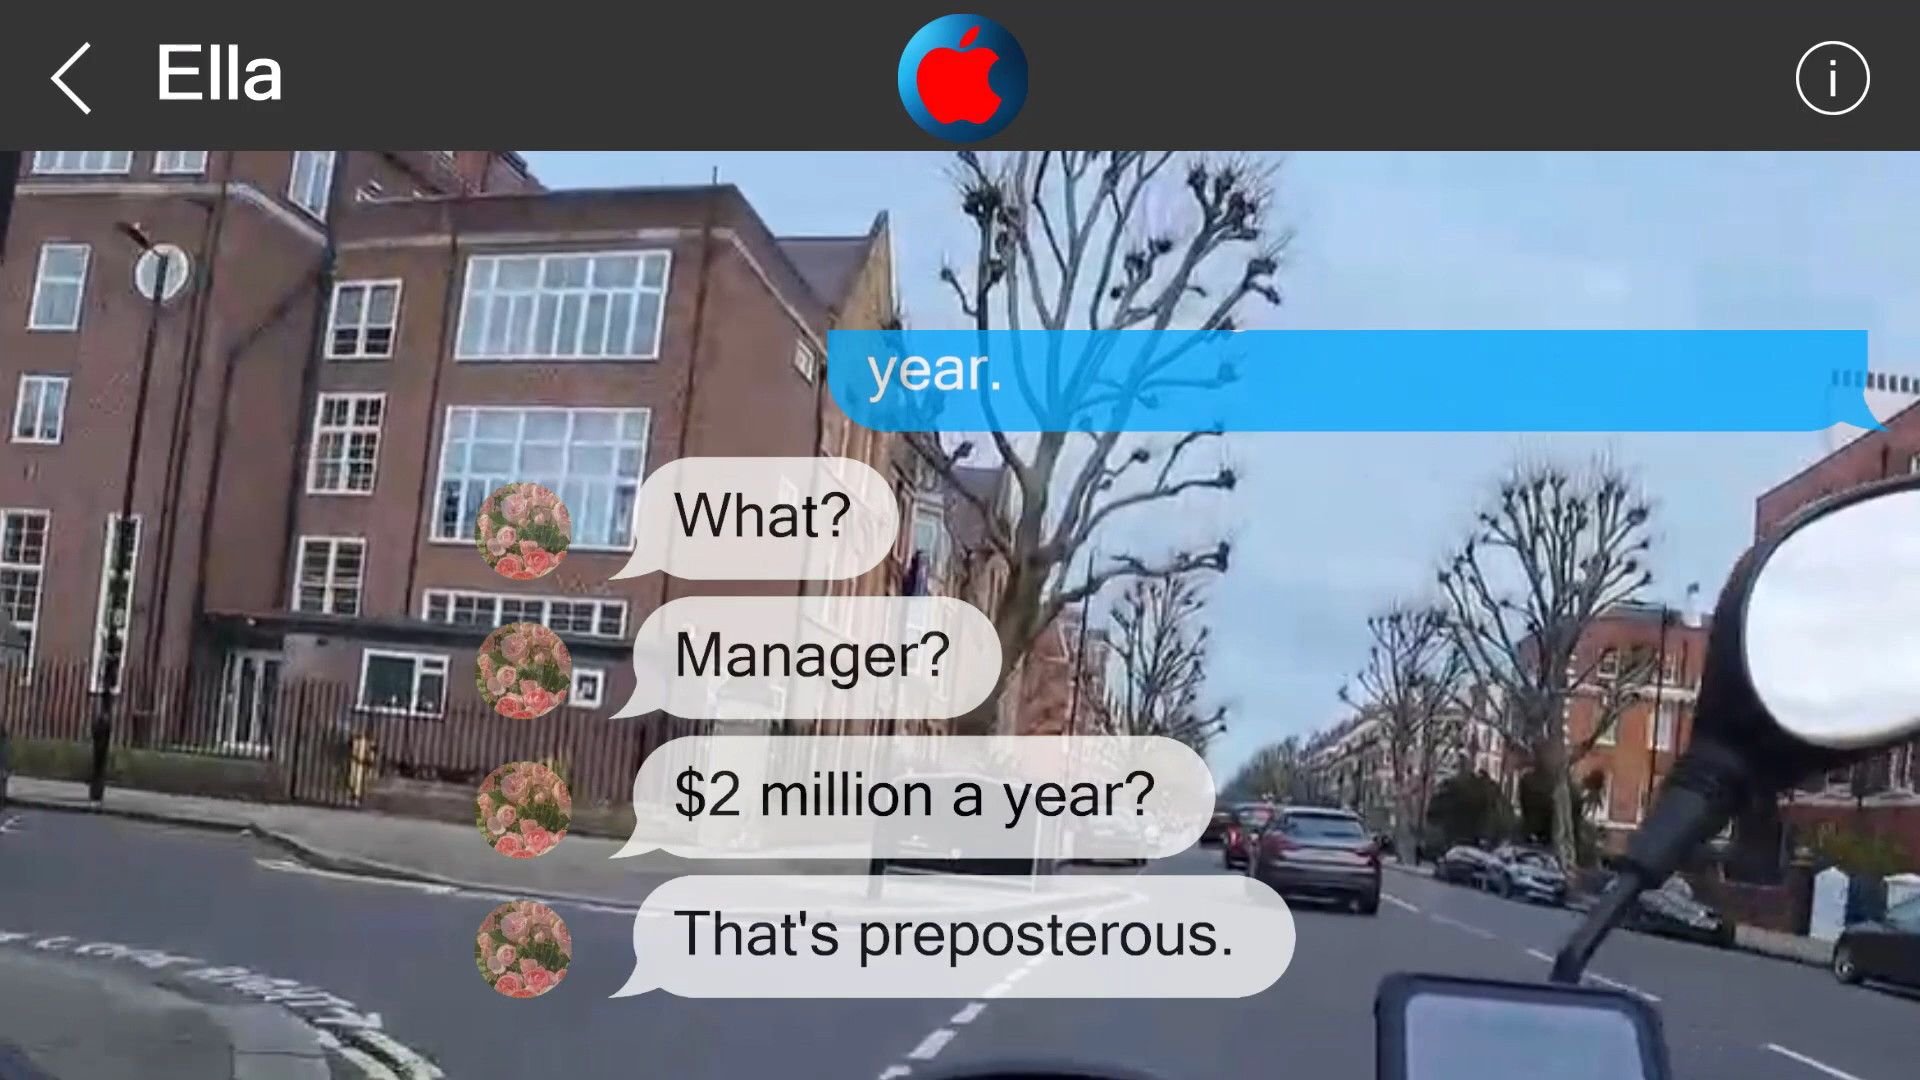 Ella
year.
What?
Manager?
$2 million a year?
That's preposterous.